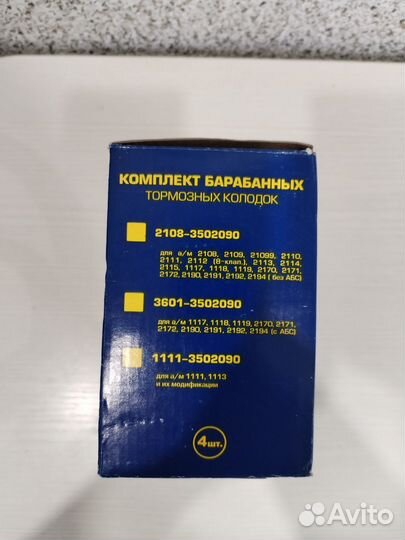 КОМПЛЕКТ БАРАБАННЫХ
ТОРМОЗНЫХ КОЛОДОК
2108-3502090
для а/м 2108, 2109, 21099, 2110,
2111, 2112 (8-клап.), 2113, 2114,
2115, 1117, 1118, 1119, 2170, 2171,
2172, 2190, 2191, 2192, 2194 ( без АБС)
3601-3502090
для а/м 1117, 1118, 1119, 2170, 2171,
2172, 2190, 2191, 2192, 2194 (с АБС)
1111-3502090
для а/м 1111, 1113
и их модификации
4шт.
Avito